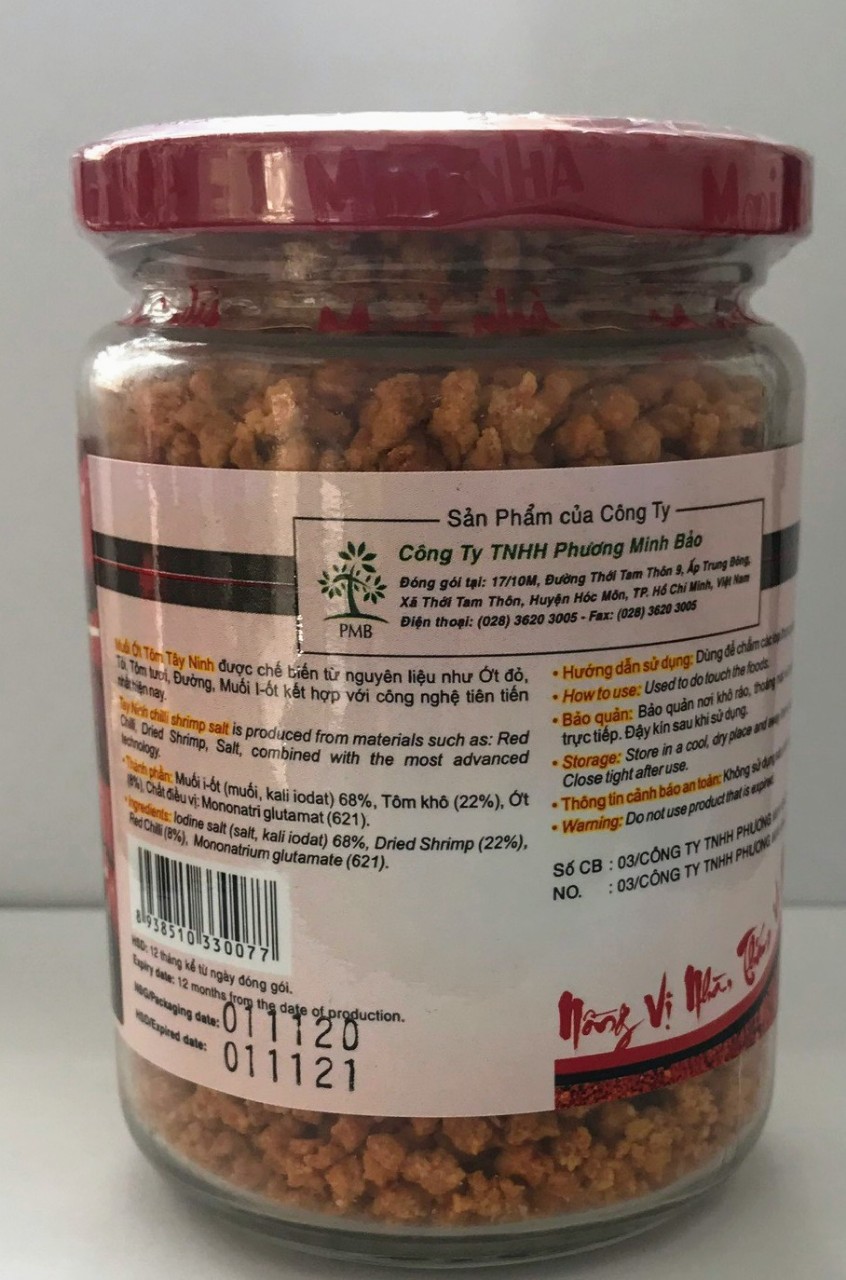 Sản Phẩm của Công Ty
Công Ty TNHH Phương Minh Bảo
Đóng gói tại: 17/10M, Đường Thới Tam Thôn 9, Ấp Trung Đông,
Xã Thới Tam Thôn, Huyện Hóc Môn, TP. Hồ Chí Minh, Việt Nam
Điện thoại: (028) 3620 3005 - Fax: (028) 3620 3005
PMB
Muối Ớt Tôm Tây Ninh được chế biến từ nguyên liệu như Ớt đỏ,
Tỏi, Tôm tươi, Đường, Muối I-ốt kết hợp với công nghệ tiên tiến
nhất hiện nay.
Tay Ninh chilli shrimp salt is produced from materials such as: Red
Chilli, Dried Shrimp, Salt, combined with the most advanced
technology.
• Thành phần: Muối i-ốt (muối, kali iodat) 68%, Tôm khô (22%), Ớt
(8%), Chất điều vị: Mononatri glutamat (621).
• Ingredients: Iodine salt (salt, kali iodat) 68%, Dried Shrimp (22%),
Red Chilli (8%), Mononatrium glutamate (621).
8 938510 330077
HSD: 12 tháng kể từ ngày đóng gói.
Expiry date: 12 months from the date of production.
NSG/Packaging date: 011120
HSD/Expired date: 011121
• Hướng dẫn sử dụng: Dùng để chấm các loại
• How to use: Used to do touch the foods.
• Bảo quản: Bảo quản nơi khô ráo, thoáng
trực tiếp. Đậy kín sau khi sử dụng.
• Storage: Store in a cool, dry place and
Close tight after use.
• Thông tin cảnh báo an toàn: Không sử dụng
• Warning: Do not use product that is expired.
Số CB : 03/CÔNG TY TNHH PHƯƠNG
NO. : 03/CÔNG TY TNHH PHƯƠNG
Nồng Vị Nhà,